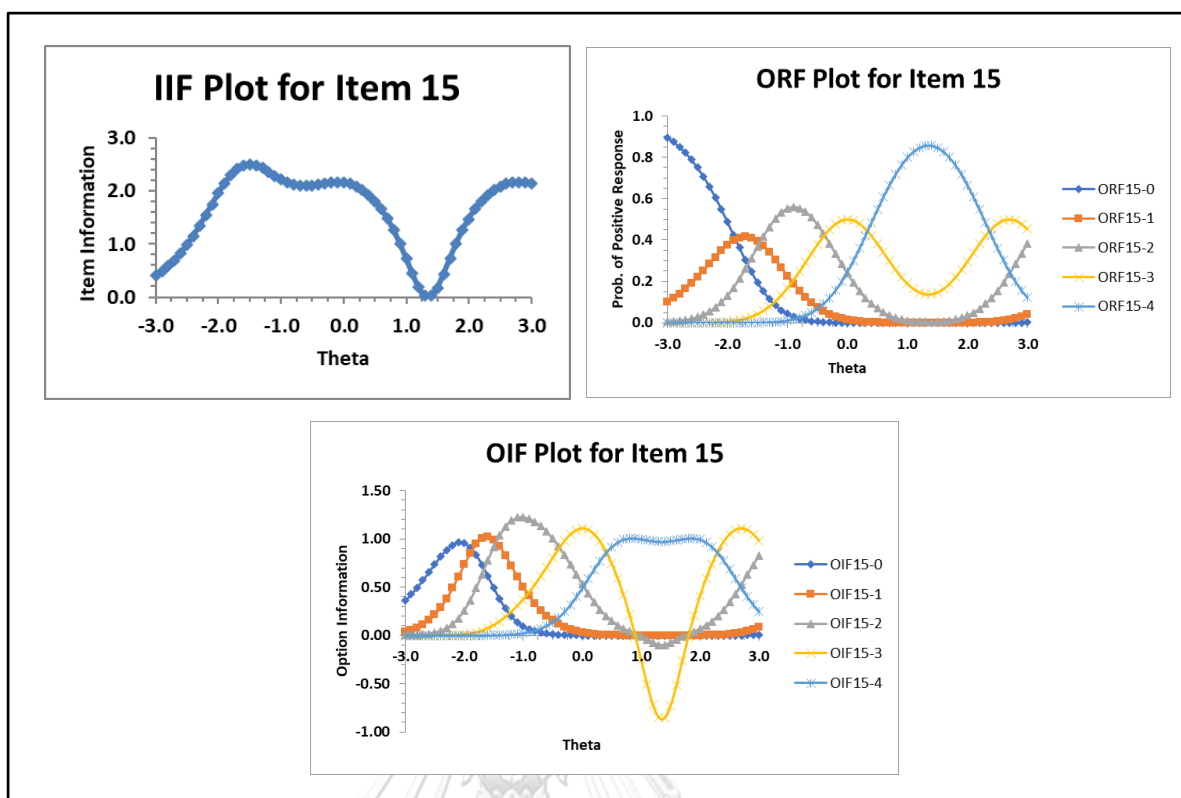 IIF Plot for Item 15
Item Information
3.0
2.0
1.0
0.0
-3.0 -2.0 -1.0 0.0 1.0 2.0 3.0
Theta
ORF Plot for Item 15
Prob. of Positive Response
1.0
0.8
0.6
0.4
0.2
0.0
-3.0 -2.0 -1.0 0.0 1.0 2.0 3.0
Theta
ORF15-0
ORF15-1
ORF15-2
ORF15-3
ORF15-4
OIF Plot for Item 15
Option Information
1.50
1.00
0.50
0.00
-0.50
-1.00
-3.0 -2.0 -1.0 0.0 1.0 2.0 3.0
Theta
OIF15-0
OIF15-1
OIF15-2
OIF15-3
OIF15-4